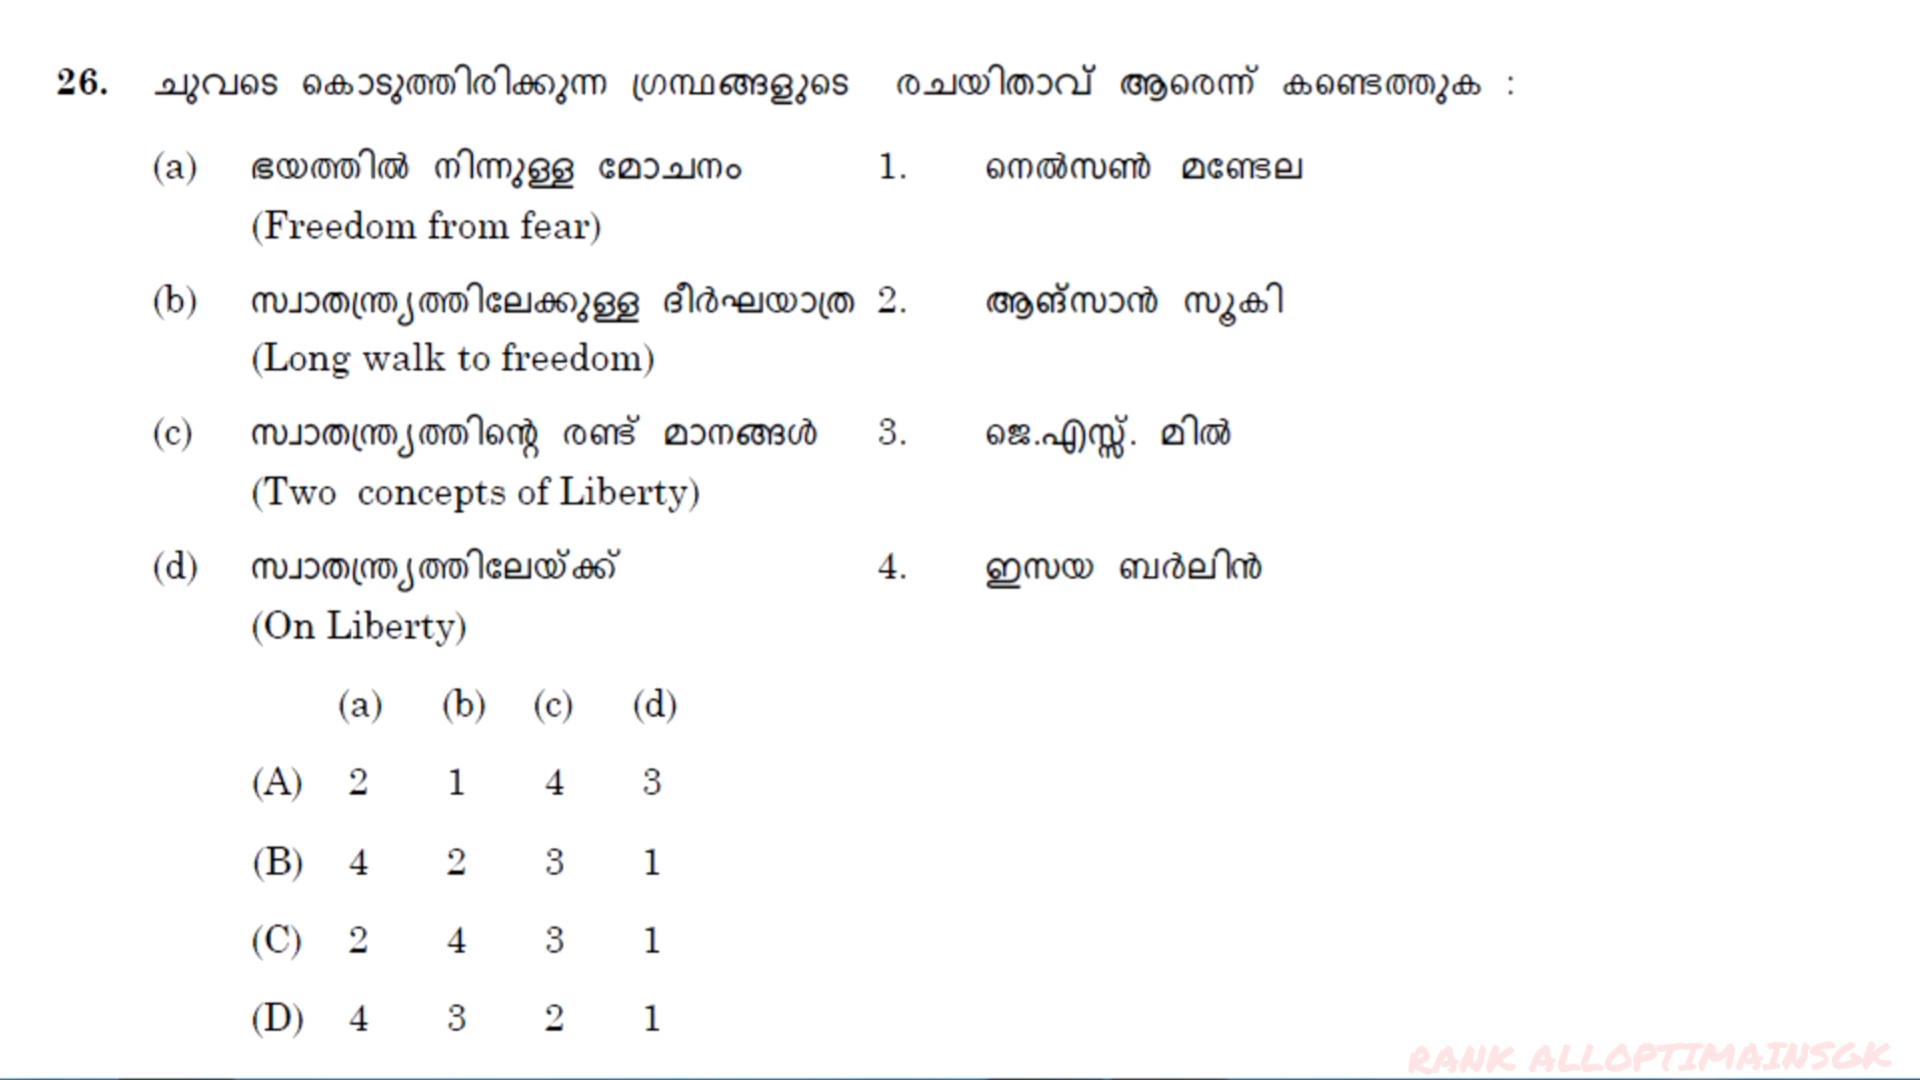 26. ചുവടെ കൊടുത്തിരിക്കുന്ന ഗ്രന്ഥങ്ങളുടെ രചയിതാവ് ആരെന്ന് കണ്ടെത്തുക :
(a) ഭയത്തിൽ നിന്നുള്ള മോചനം 1. നെൽസൺ മണ്ടേല
(Freedom from fear)
(b) സ്വാതന്ത്ര്യത്തിലേക്കുള്ള ദീർഘയാത്ര 2. ആങ്സാൻ സൂകി
(Long walk to freedom)
(c) സ്വാതന്ത്ര്യത്തിന്റെ രണ്ട് മാനങ്ങൾ 3. ജെ.എസ്സ്. മിൽ
(Two concepts of Liberty)
(d) സ്വാതന്ത്ര്യത്തിലേയ്ക്ക് 4. ഇസയ ബർലിൻ
(On Liberty)
(a) (b) (c) (d)
(A) 2 1 4 3
(B) 4 2 3 1
(C) 2 4 3 1
(D) 4 3 2 1
RANK ALLOPTIMAINSGK